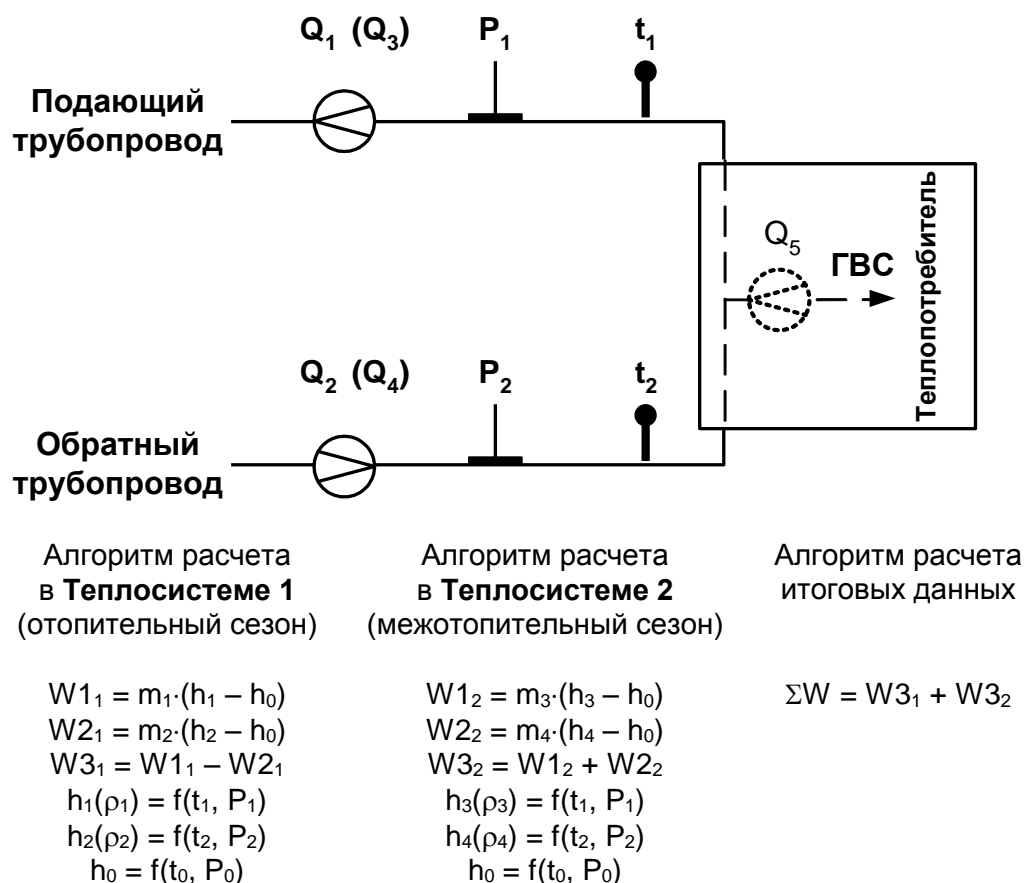 Q₁ (Q₃) P₁ t₁
Подающий
трубопровод
Q₅
ГВС
Теплопотребитель
Q₂ (Q₄) P₂ t₂
Обратный
трубопровод
Алгоритм расчета
в Теплосистеме 1
(отопительный сезон)
W1₁ = m₁·(h₁ – h₀)
W2₁ = m₂·(h₂ – h₀)
W3₁ = W1₁ – W2₁
h₁(ρ₁) = f(t₁, P₁)
h₂(ρ₂) = f(t₂, P₂)
h₀ = f(t₀, P₀)
Алгоритм расчета
в Теплосистеме 2
(межотопительный сезон)
W1₂ = m₃·(h₃ – h₀)
W2₂ = m₄·(h₄ – h₀)
W3₂ = W1₂ + W2₂
h₃(ρ₃) = f(t₁, P₁)
h₄(ρ₄) = f(t₂, P₂)
h₀ = f(t₀, P₀)
Алгоритм расчета
итоговых данных
ΣW = W3₁ + W3₂